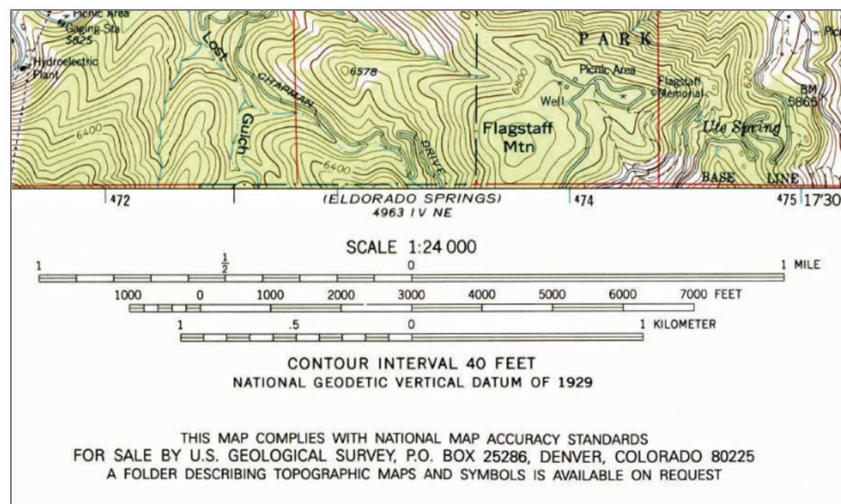 Picnic Area
Gaging Sta
5825
Hydroelectric
Plant
Lost
Gulch
6400
CHAPMAN
DRIVE
6578
6400
PARK
6800
Picnic Area
Well
Flagstaff
Mtn
Flagstaff
Memorial
6200
BM
5865
Ute Spring
BASE LINE
472
474
475
17'30
(ELDORADO SPRINGS)
4963 IV NE
SCALE 1:24 000
1 1/2 0 1 MILE
1000 0 1000 2000 3000 4000 5000 6000 7000 FEET
1 .5 0 1 KILOMETER
CONTOUR INTERVAL 40 FEET
NATIONAL GEODETIC VERTICAL DATUM OF 1929
THIS MAP COMPLIES WITH NATIONAL MAP ACCURACY STANDARDS
FOR SALE BY U.S. GEOLOGICAL SURVEY, P.O. BOX 25286, DENVER, COLORADO 80225
A FOLDER DESCRIBING TOPOGRAPHIC MAPS AND SYMBOLS IS AVAILABLE ON REQUEST